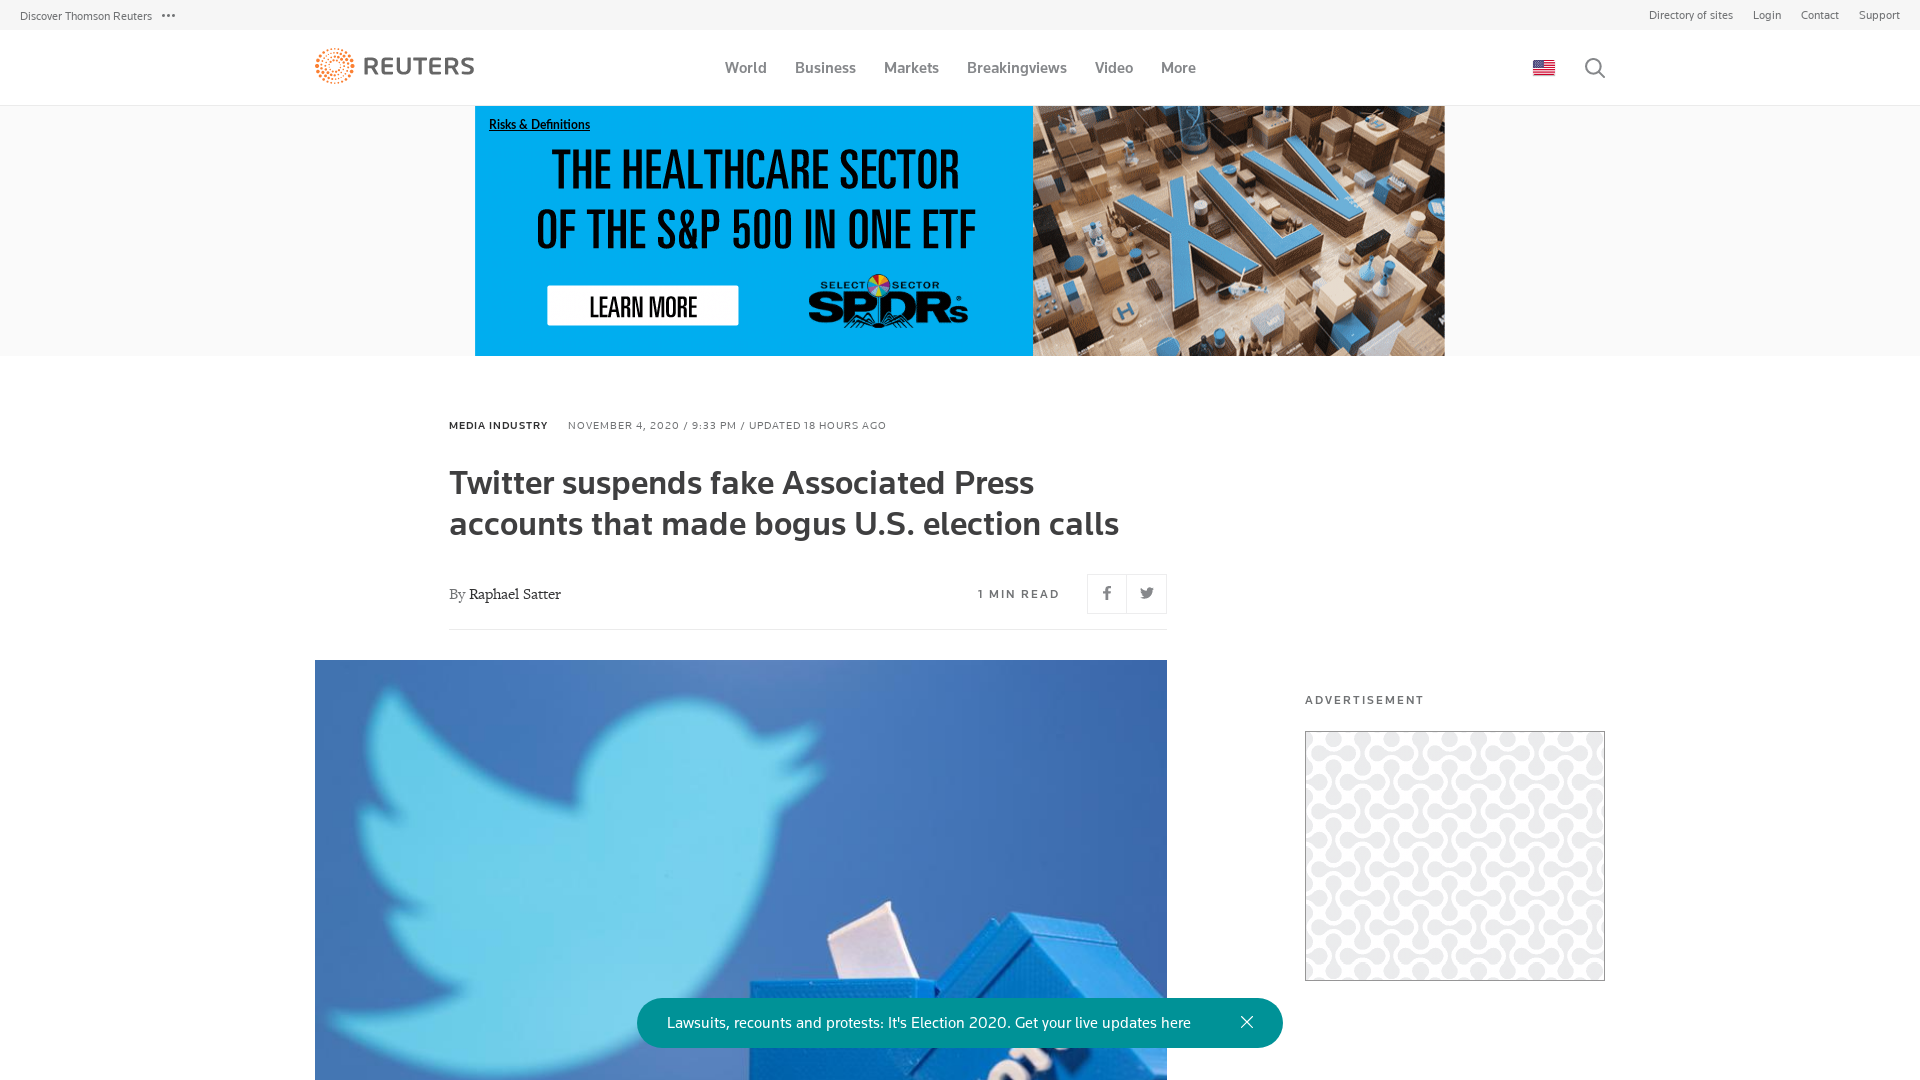 Discover Thomson Reuters
Directory of sites Login Contact Support
REUTERS
World Business Markets Breakingviews Video More
Risks & Definitions
THE HEALTHCARE SECTOR
OF THE S&P 500 IN ONE ETF
LEARN MORE
SELECT SECTOR
SPDRs
XLV
H
MEDIA INDUSTRY NOVEMBER 4, 2020 / 9:33 PM / UPDATED 18 HOURS AGO
Twitter suspends fake Associated Press
accounts that made bogus U.S. election calls
By Raphael Satter
1 MIN READ
ADVERTISEMENT
Lawsuits, recounts and protests: It's Election 2020. Get your live updates here